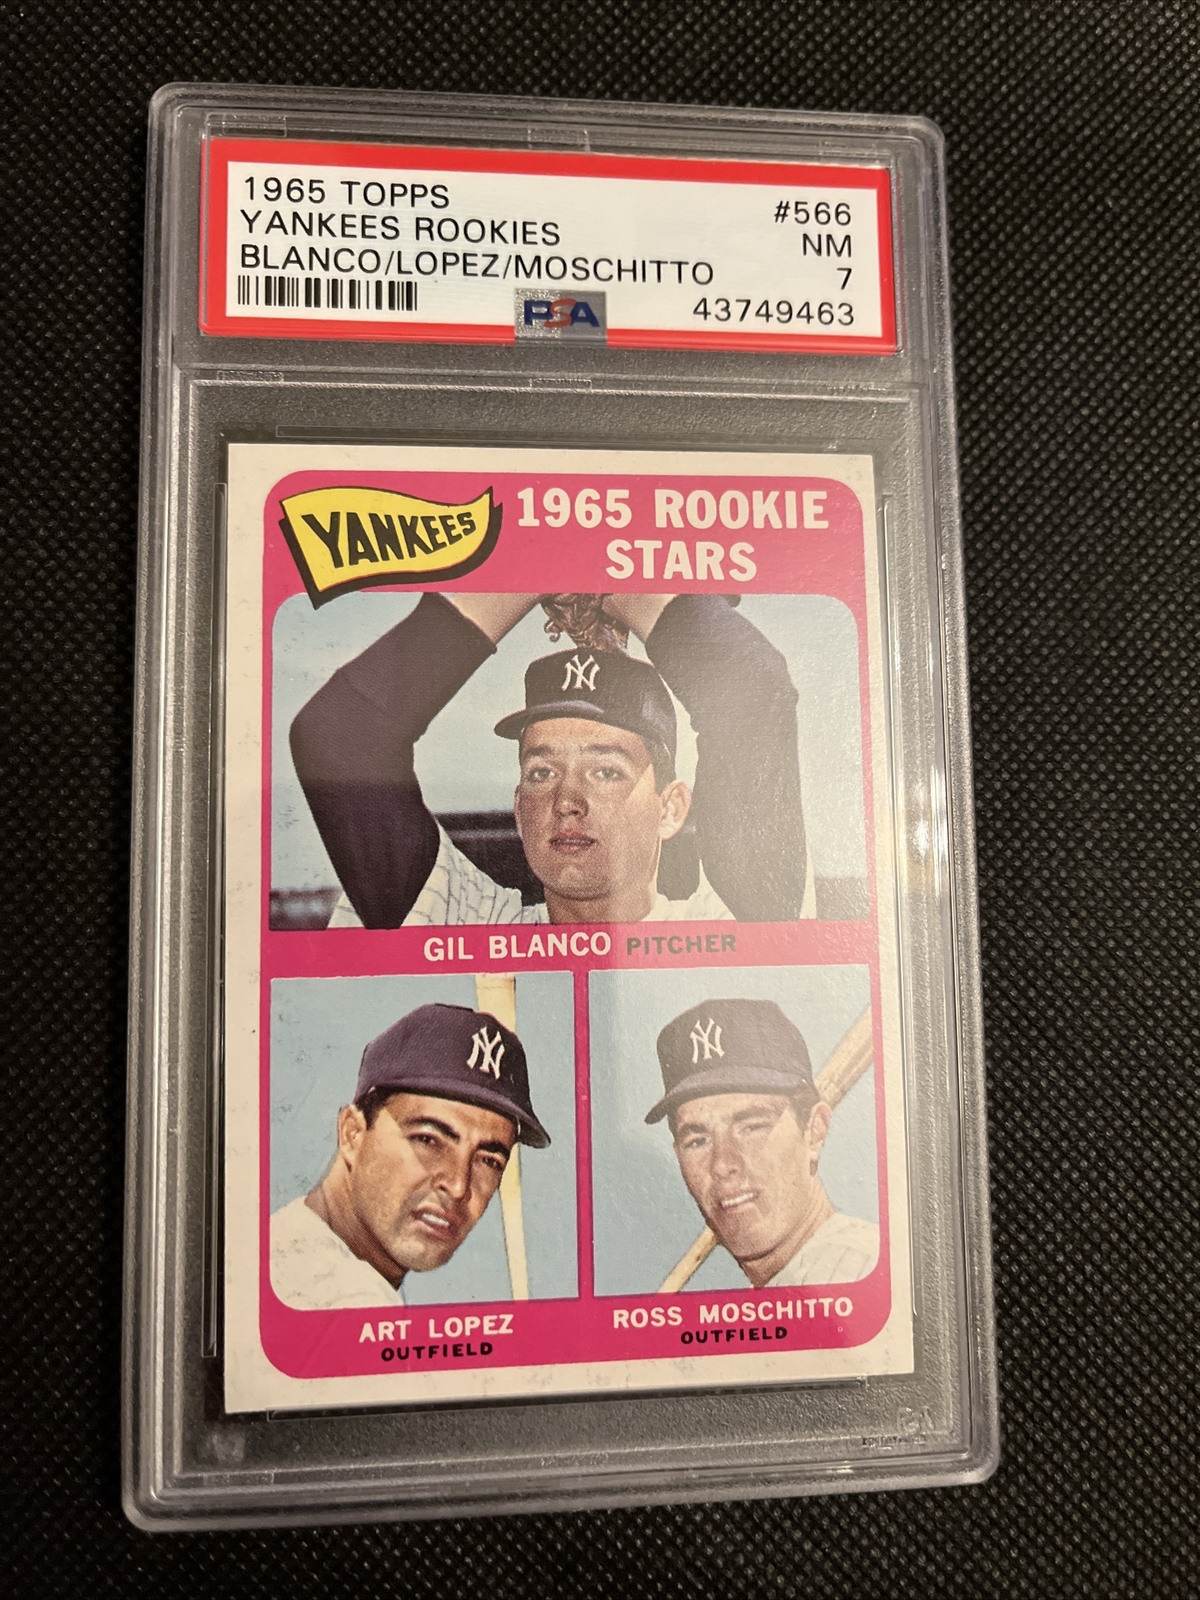 1965 TOPPS #566
YANKEES ROOKIES NM
BLANCO/LOPEZ/MOSCHITTO 7
PSA 43749463
YANKEES
1965 ROOKIE
STARS
NY
GIL BLANCO PITCHER
NY
NY
ART LOPEZ
OUTFIELD
ROSS MOSCHITTO
OUTFIELD